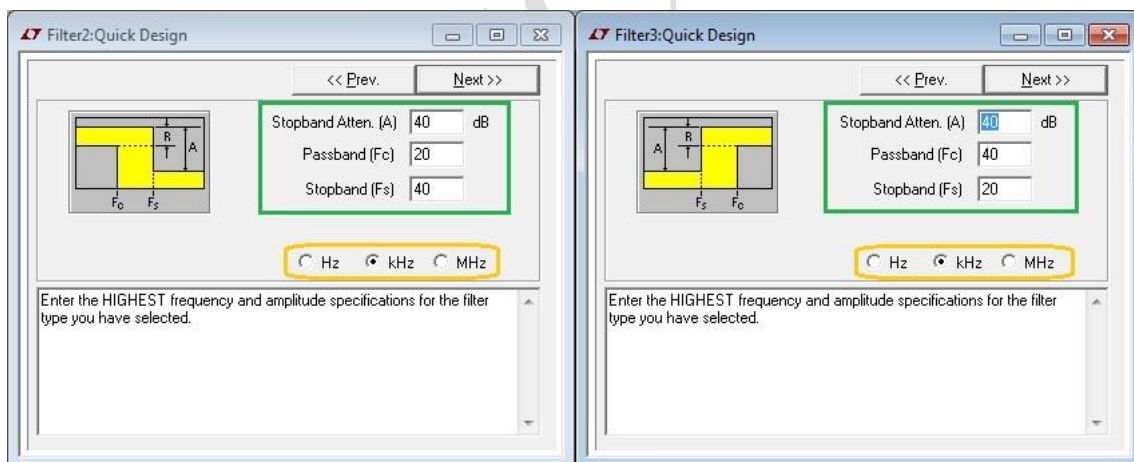 Filter2:Quick Design
<< Prev. Next >>
R
A
Fc Fs
Stopband Atten. (A) 40 dB
Passband (Fc) 20
Stopband (Fs) 40
Hz kHz MHz
Enter the HIGHEST frequency and amplitude specifications for the filter
type you have selected.
Filter3:Quick Design
<< Prev. Next >>
R
A
Fs Fc
Stopband Atten. (A) 40 dB
Passband (Fc) 40
Stopband (Fs) 20
Hz kHz MHz
Enter the HIGHEST frequency and amplitude specifications for the filter
type you have selected.